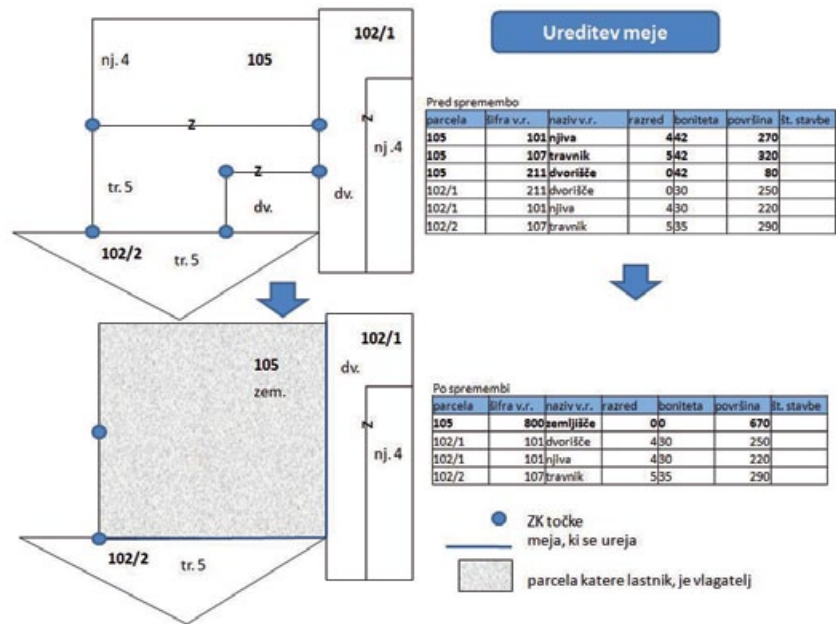 102/1
nj. 4
105
Z
Z
Z
nj. 4
tr. 5
dv.
dv.
102/2
tr. 5
Ureditev meje
Pred spremembo
parcela šifra v.r. naziv v.r. razred boniteta površina št. stavbe
105 101 njiva 4 42 270
105 107 travnik 5 42 320
105 211 dvorišče 0 42 80
102/1 211 dvorišče 0 30 250
102/1 101 njiva 4 30 220
102/2 107 travnik 5 35 290
102/1
105
dv.
zem.
Z
nj. 4
102/2
tr. 5
Po spremembi
parcela šifra v.r. naziv v.r. razred boniteta površina št. stavbe
105 800 zemljišče 0 0 670
102/1 101 dvorišče 4 30 250
102/1 101 njiva 4 30 220
102/2 107 travnik 5 35 290
ZK točke
meja, ki se ureja
parcela katere lastnik, je vlagatelj